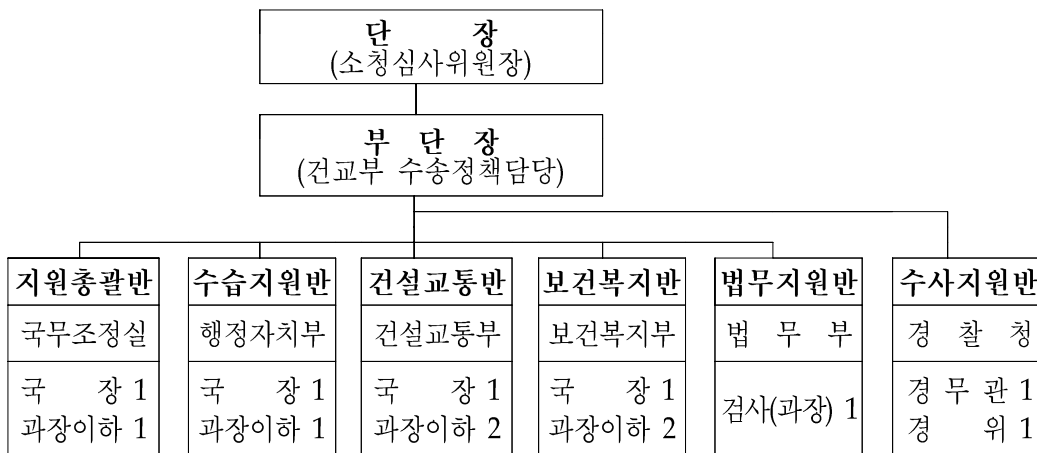 단 장
(소청심사위원장)
부 단 장
(건교부 수송정책담당)
지원총괄반
국무조정실
국 장 1
과장이하 1
수습지원반
행정자치부
국 장 1
과장이하 1
건설교통반
건설교통부
국 장 1
과장이하 2
보건복지반
보건복지부
국 장 1
과장이하 2
법무지원반
법 무 부
검사(과장) 1
수사지원반
경 찰 청
경 무 관 1
경 위 1